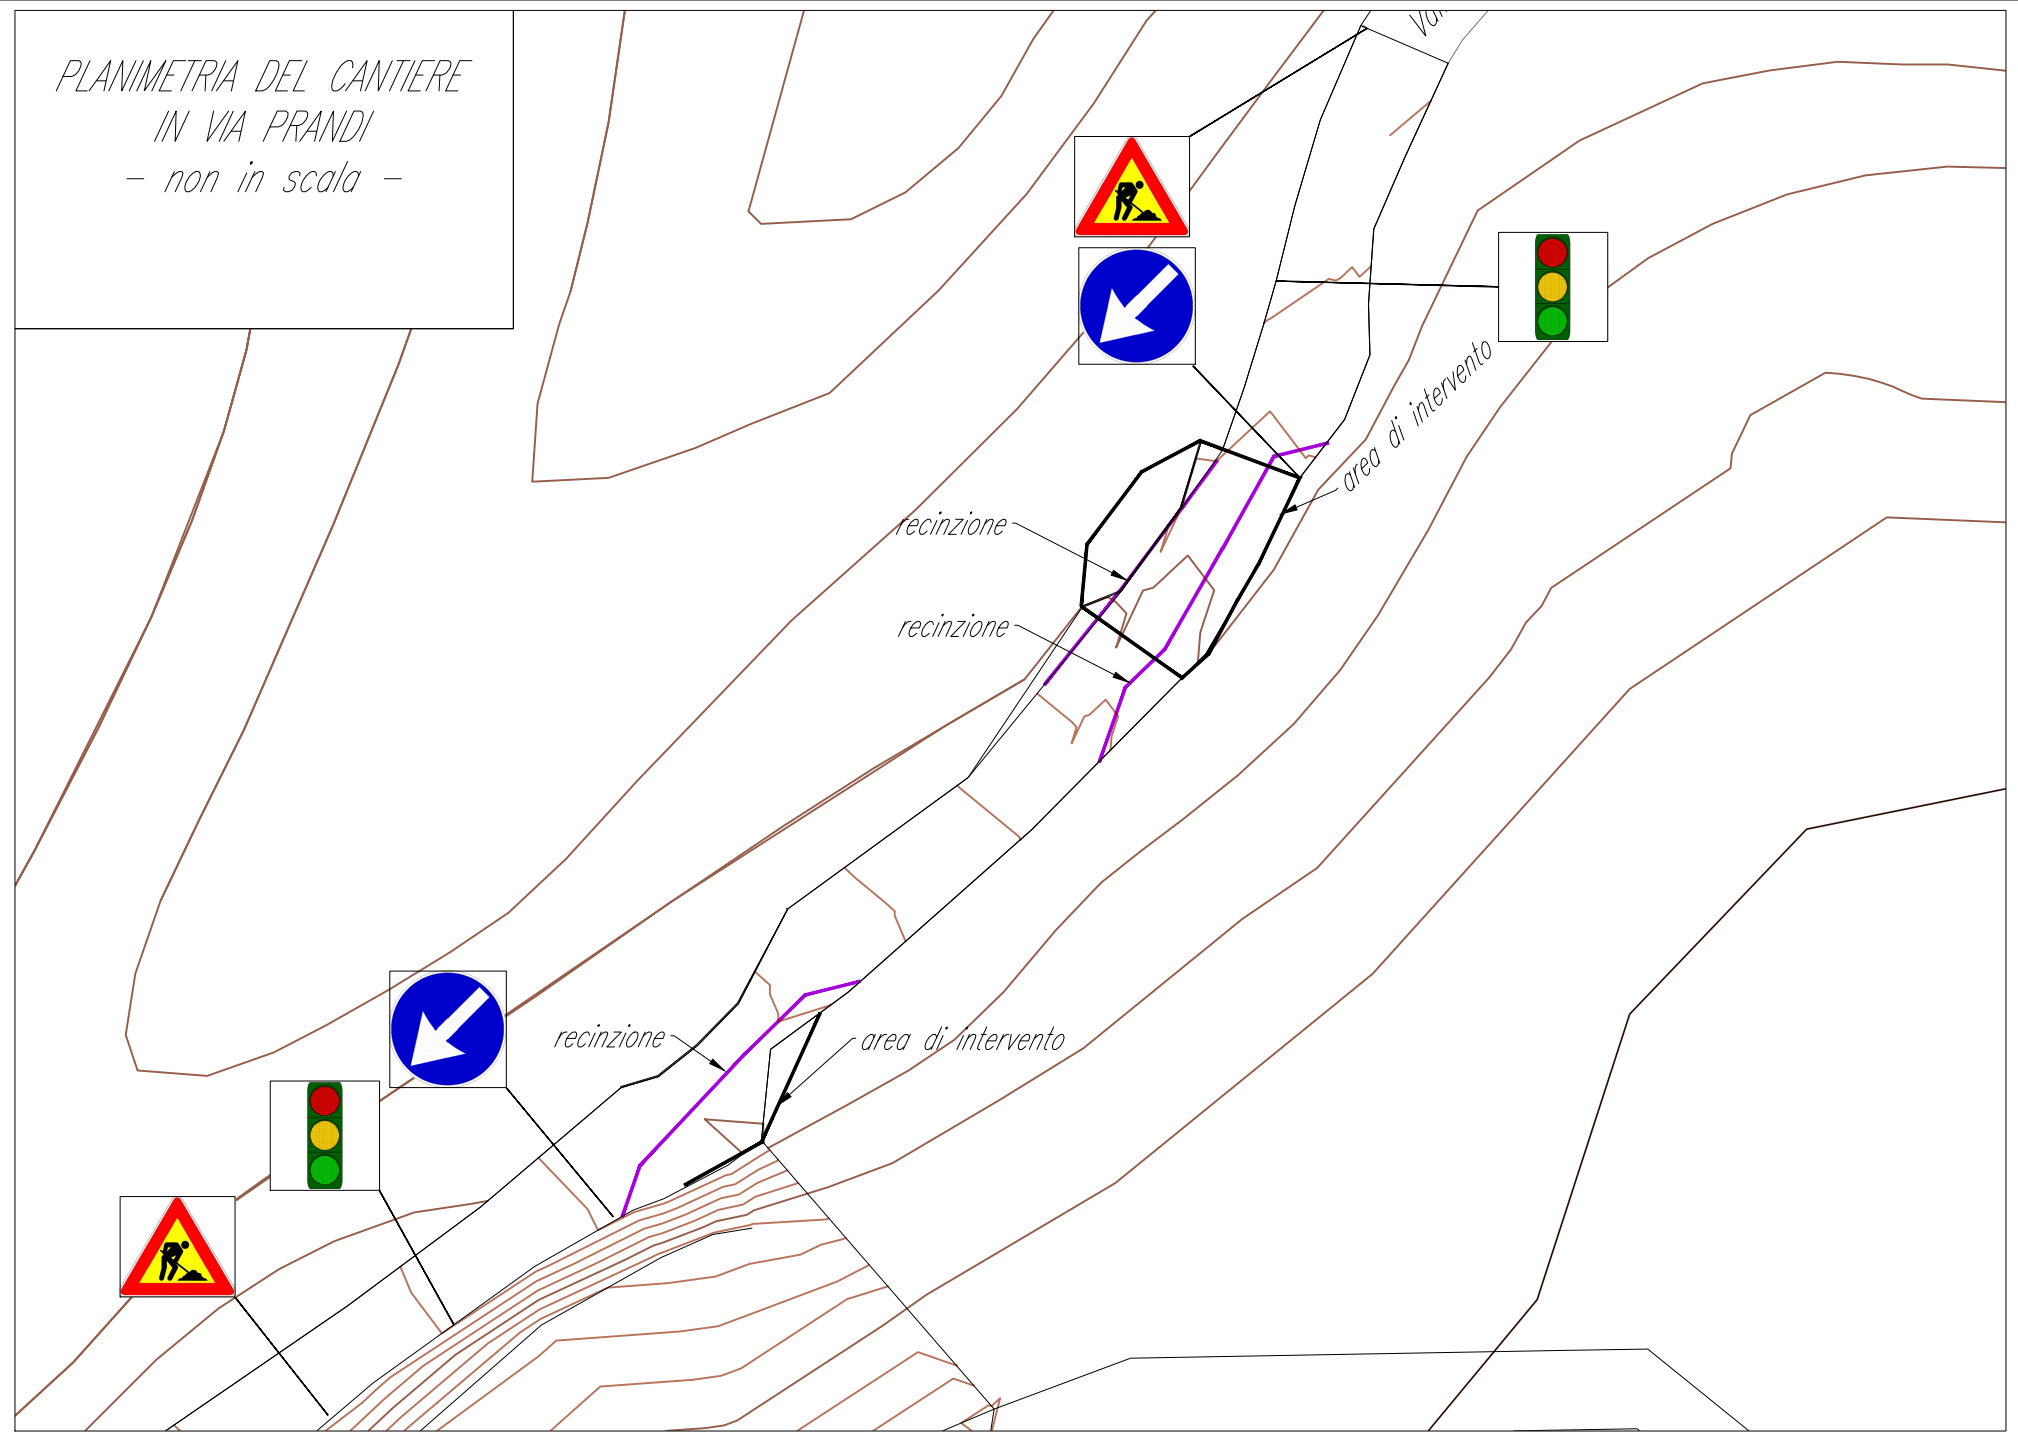 PLANIMETRIA DEL CANTIERE
IN VIA PRANDI
- non in scala -
area di intervento
recinzione
recinzione
recinzione
area di intervento